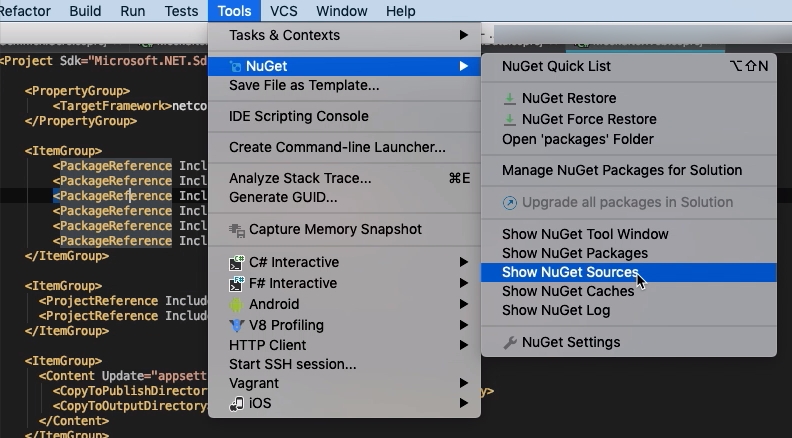 Refactor Build Run Tests Tools VCS Window Help
Tasks & Contexts
NuGet
Save File as Template...
IDE Scripting Console
Create Command-line Launcher...
Analyze Stack Trace... ⌘E
Generate GUID...
Capture Memory Snapshot
C# Interactive
F# Interactive
Android
V8 Profiling
HTTP Client
Start SSH session...
Vagrant
iOS
NuGet Quick List ⌥⇧N
NuGet Restore
NuGet Force Restore
Open 'packages' Folder
Manage NuGet Packages for Solution
Upgrade all packages in Solution
Show NuGet Tool Window
Show NuGet Packages
Show NuGet Sources
Show NuGet Caches
Show NuGet Log
NuGet Settings
<Project Sdk="Microsoft.NET.Sd
<PropertyGroup>
<TargetFramework>netco
</PropertyGroup>
<ItemGroup>
<PackageReference Incl
<PackageReference Incl
<PackageReference Incl
<PackageReference Incl
<PackageReference Incl
<PackageReference Incl
</ItemGroup>
<ItemGroup>
<ProjectReference Include
<ProjectReference Include
</ItemGroup>
<ItemGroup>
<Content Update="appsett
<CopyToPublishDirector y>
<CopyToOutputDirectory>
</Content>
</ItemGroup>